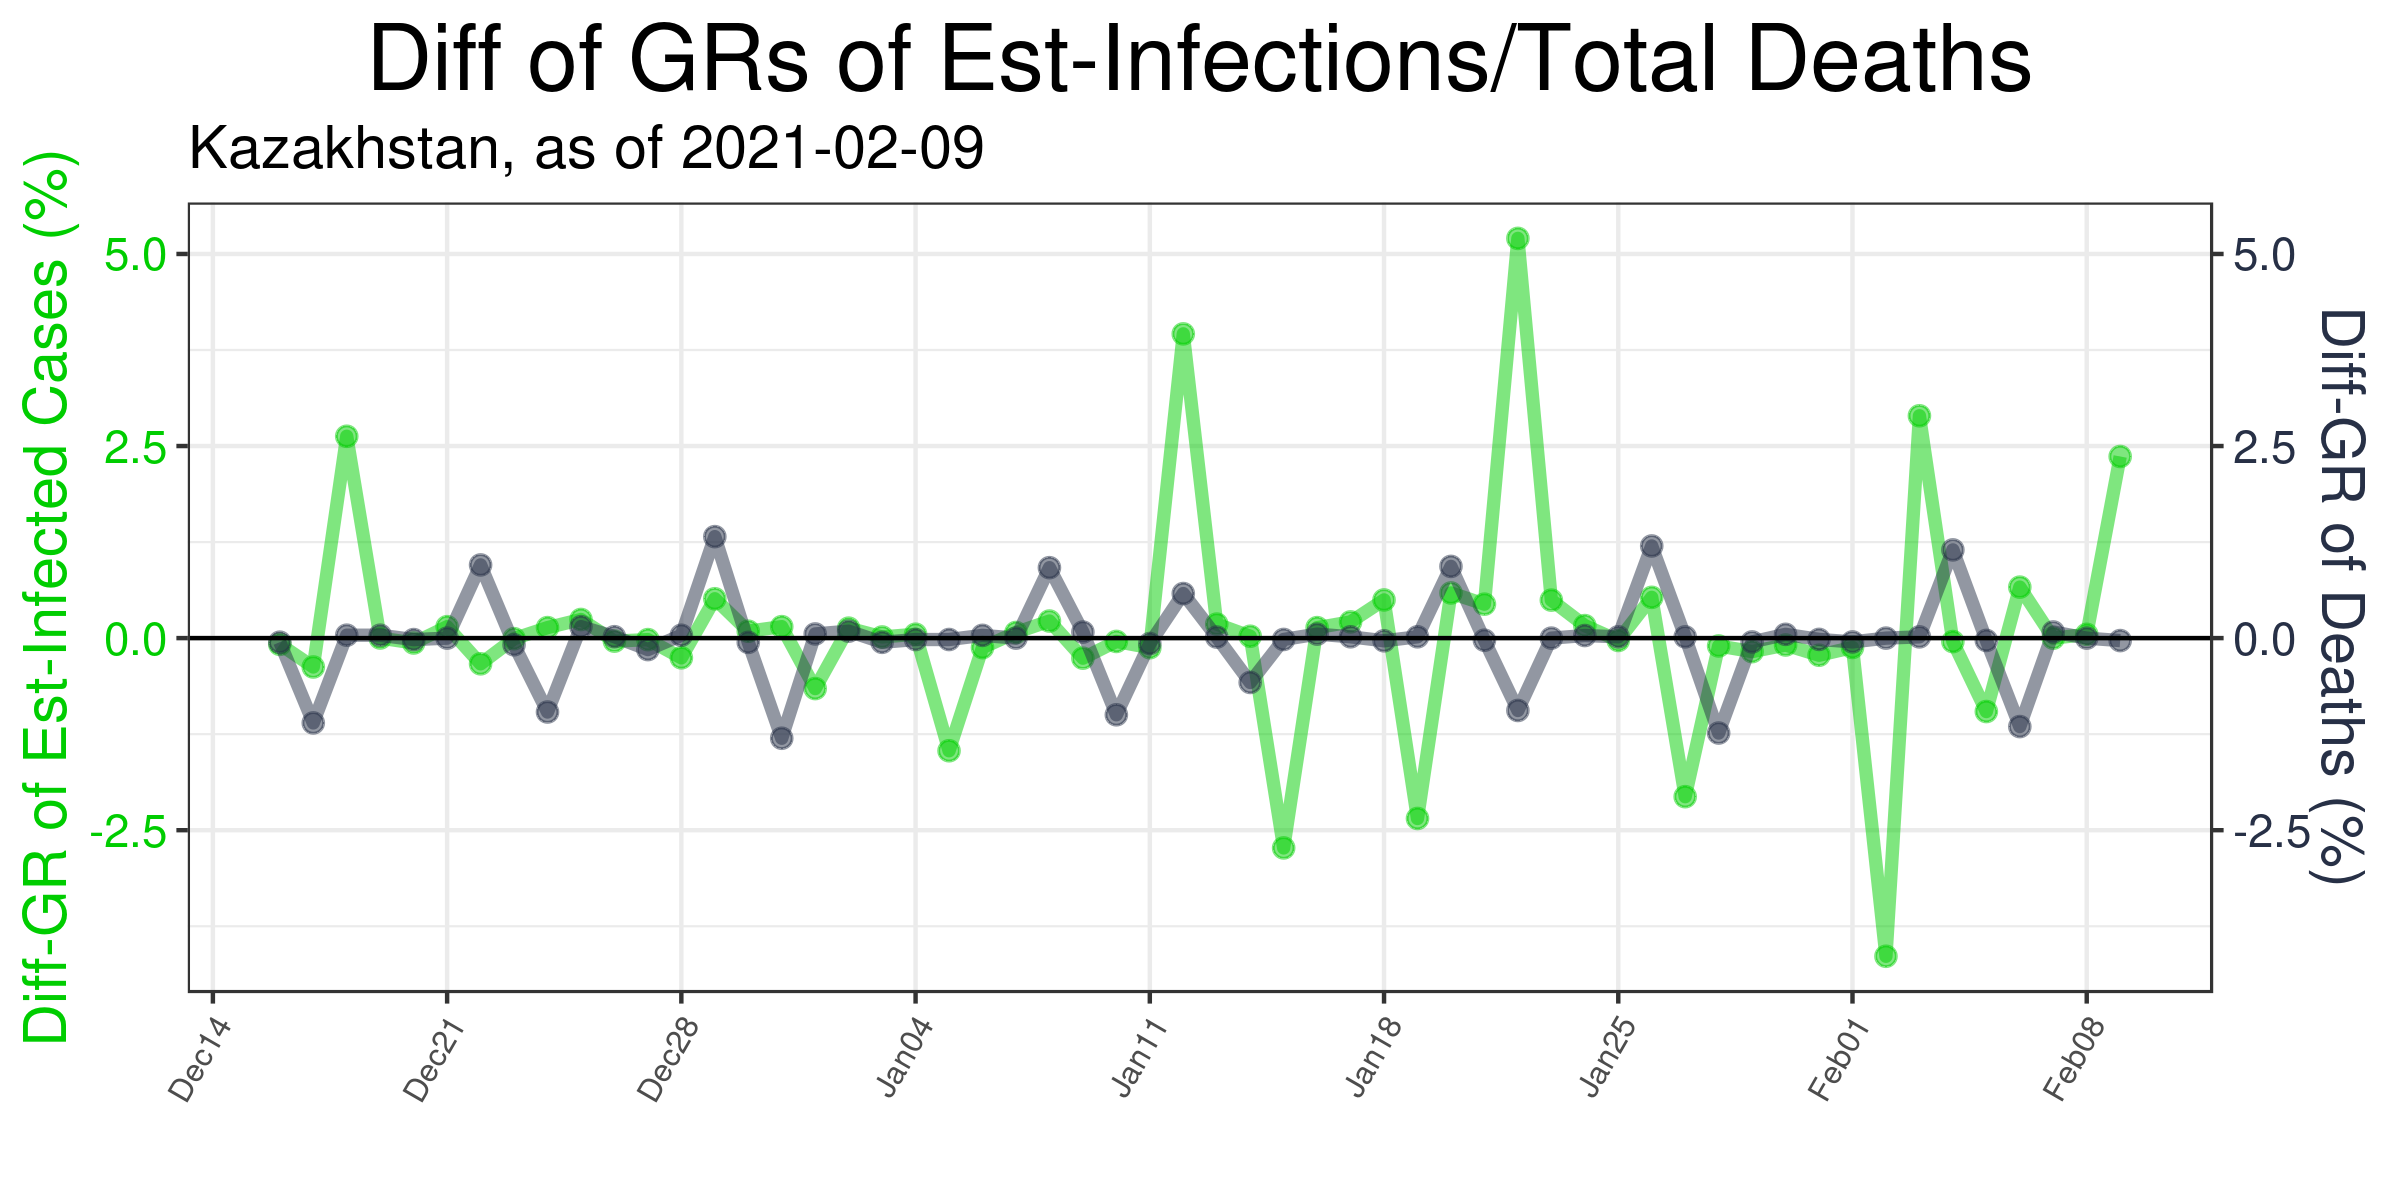 Diff of GRs of Est-Infections/Total Deaths
Kazakhstan, as of 2021-02-09
Diff-GR of Est-Infected Cases (%)
5.0
2.5
0.0
-2.5
5.0
2.5
0.0
-2.5
Diff-GR of Deaths (%)
Dec14
Dec21
Dec28
Jan04
Jan11
Jan18
Jan25
Feb01
Feb08